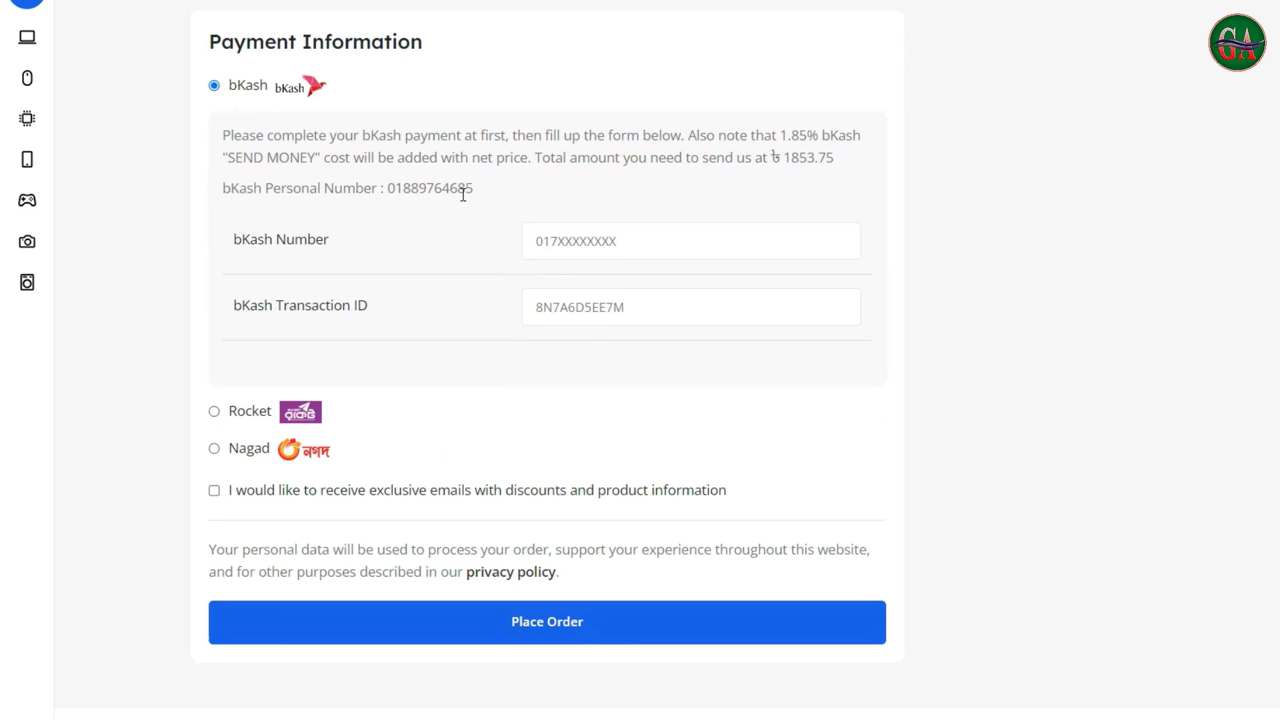 Payment Information
GA
bKash bKash
Please complete your bKash payment at first, then fill up the form below. Also note that 1.85% bKash
"SEND MONEY" cost will be added with net price. Total amount you need to send us at ৳ 1853.75
bKash Personal Number : 01889764685
bKash Number 017XXXXXXXX
bKash Transaction ID 8N7A6D5EE7M
Rocket রকেট
Nagad নগদ
I would like to receive exclusive emails with discounts and product information
Your personal data will be used to process your order, support your experience throughout this website,
and for other purposes described in our privacy policy.
Place Order